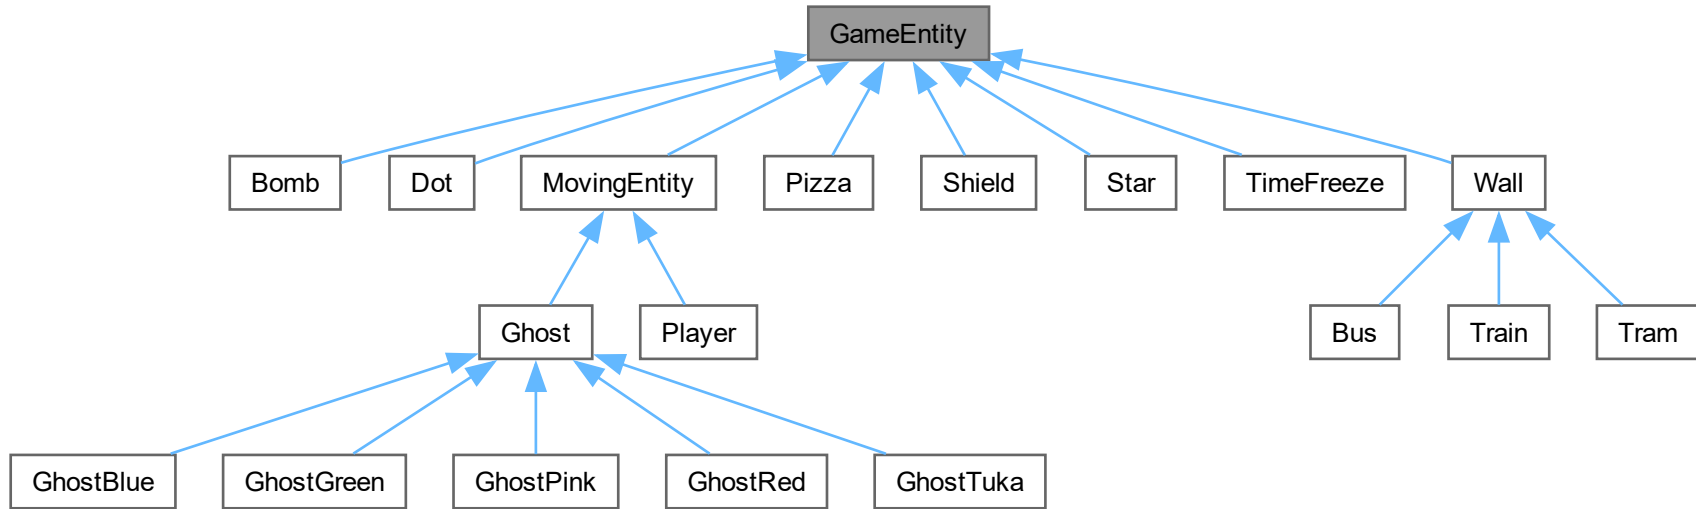 GameEntity
Bomb
Dot
MovingEntity
Pizza
Shield
Star
TimeFreeze
Wall
Ghost
Player
Bus
Train
Tram
GhostBlue
GhostGreen
GhostPink
GhostRed
GhostTuka